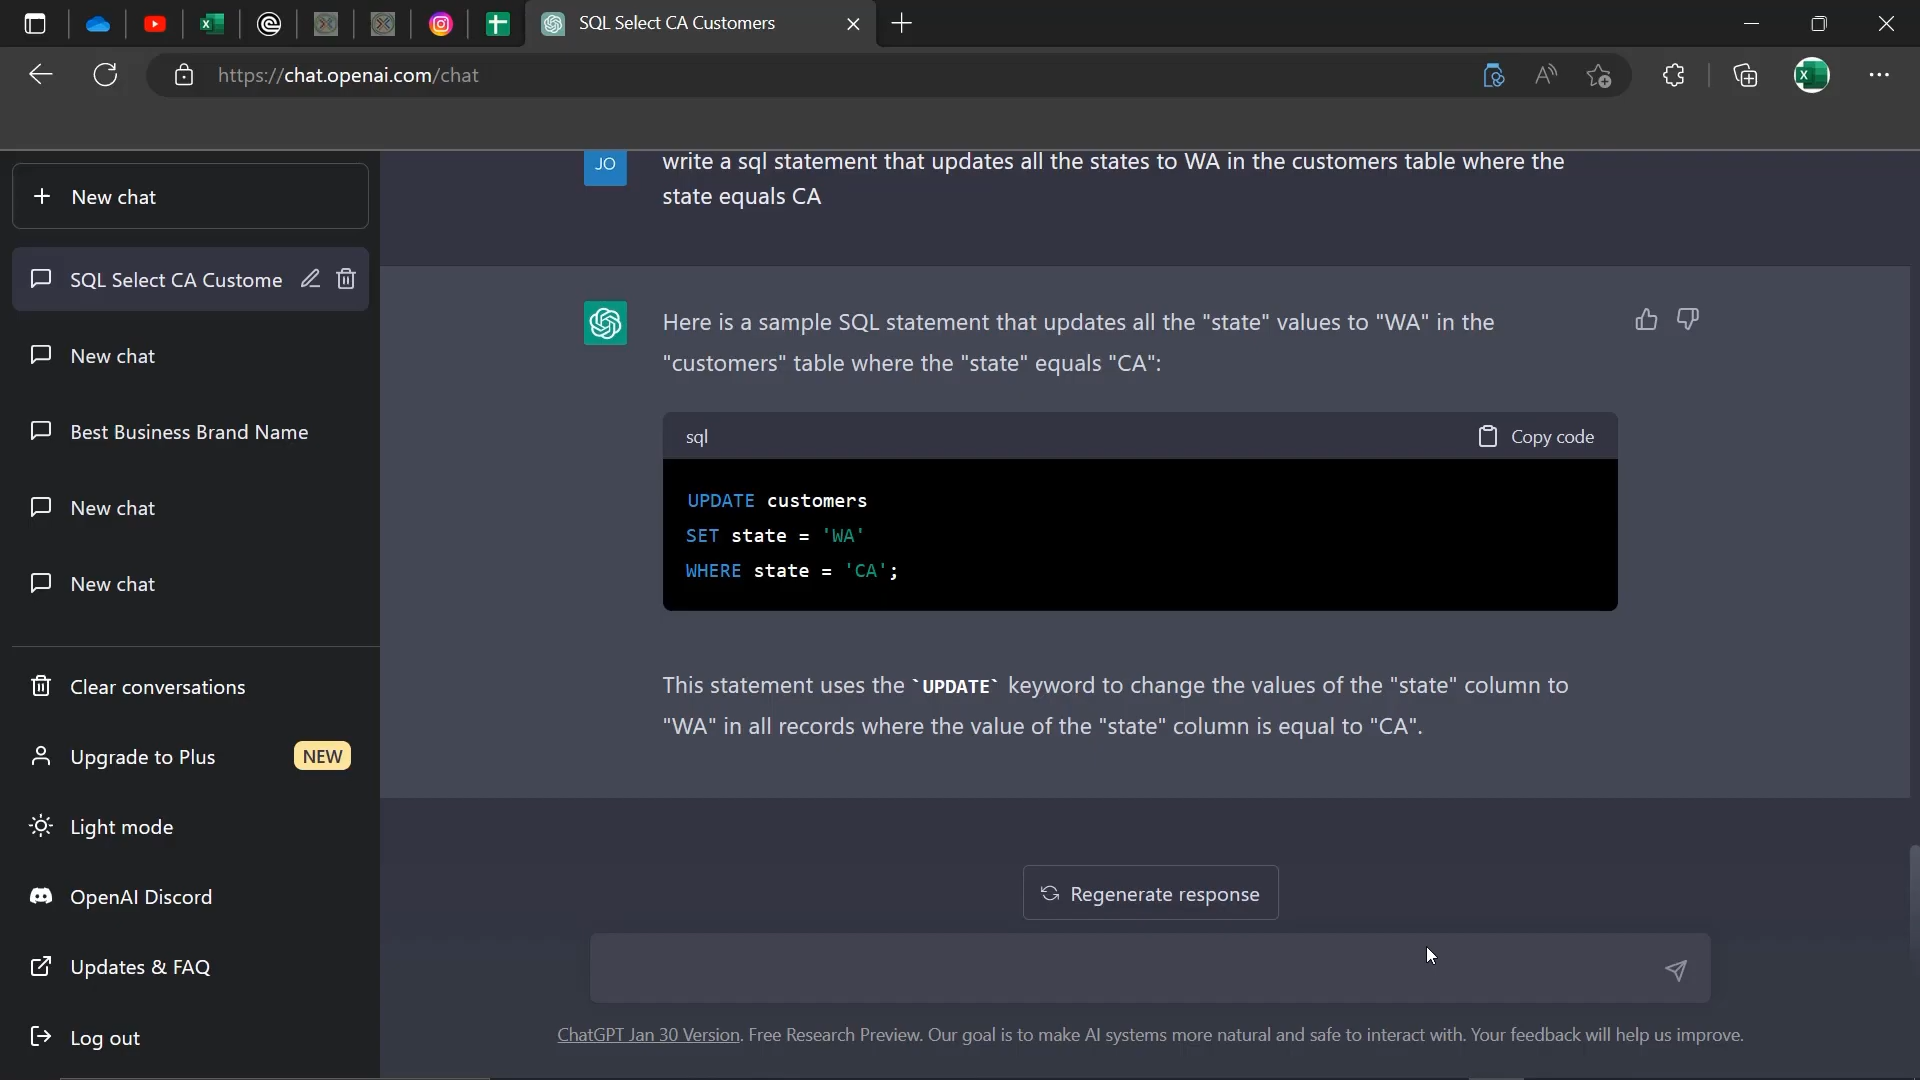 SQL Select CA Customers
https://chat.openai.com/chat
New chat
SQL Select CA Custome
New chat
Best Business Brand Name
New chat
New chat
Clear conversations
Upgrade to Plus NEW
Light mode
OpenAI Discord
Updates & FAQ
Log out
JO
write a sql statement that updates all the states to WA in the customers table where the
state equals CA
Here is a sample SQL statement that updates all the "state" values to "WA" in the
"customers" table where the "state" equals "CA":
sql Copy code
UPDATE customers
SET state = 'WA'
WHERE state = 'CA';
This statement uses the `UPDATE` keyword to change the values of the "state" column to
"WA" in all records where the value of the "state" column is equal to "CA".
Regenerate response
ChatGPT Jan 30 Version. Free Research Preview. Our goal is to make AI systems more natural and safe to interact with. Your feedback will help us improve.